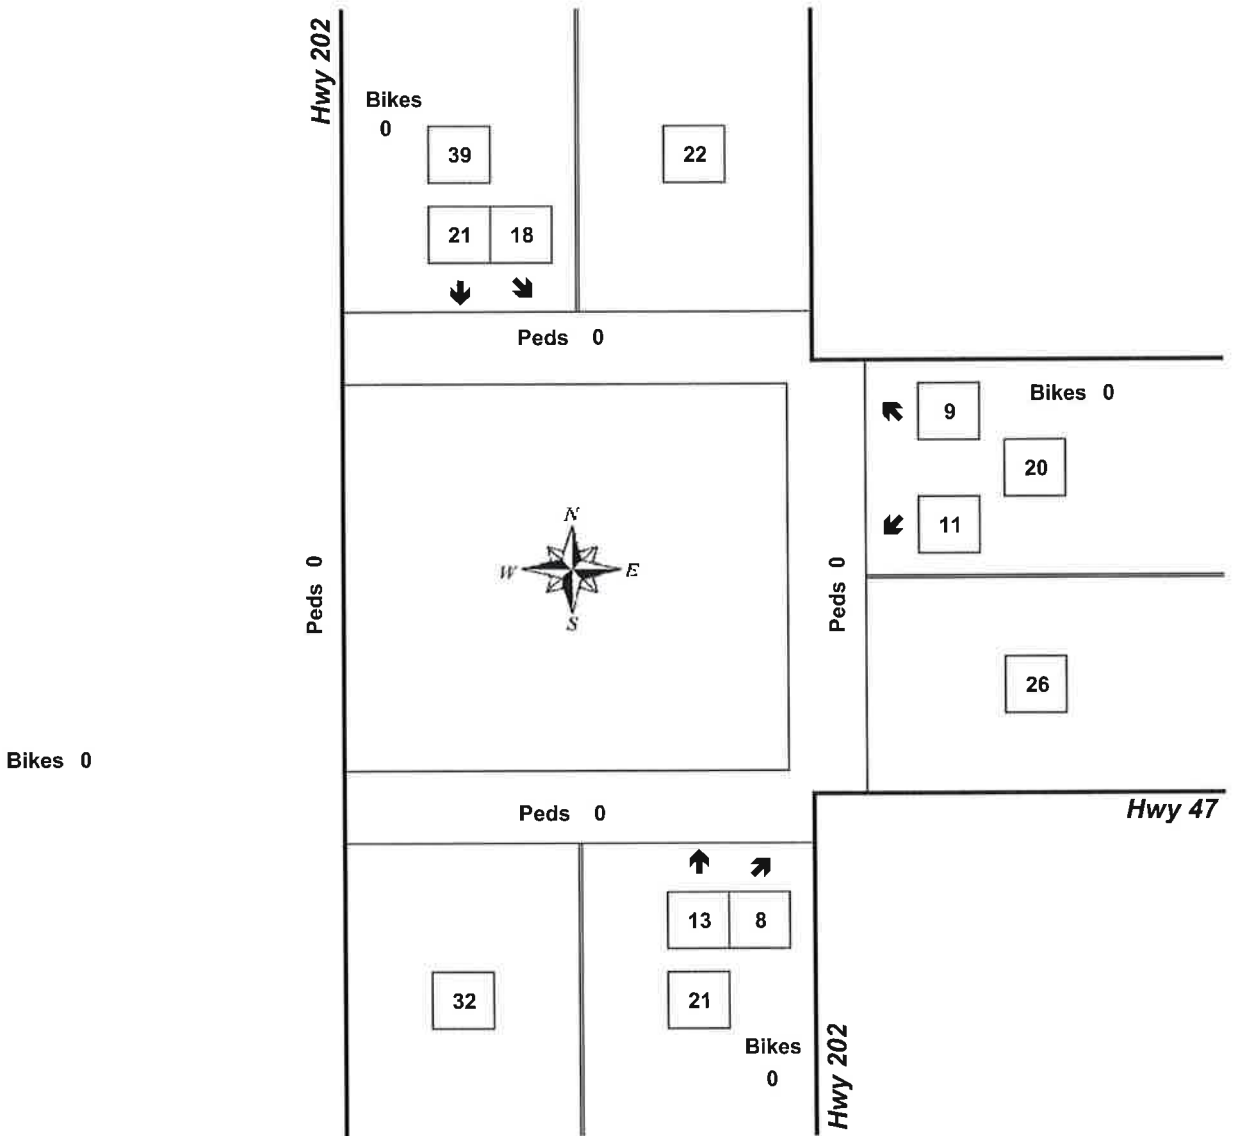 Hwy 202
Bikes
0
39
22
21 18
Peds 0
9
Bikes 0
20
11
N
W E
S
Peds 0
Peds 0
26
Bikes 0
Hwy 47
Peds 0
13 8
32
21
Bikes
0
Hwy 202